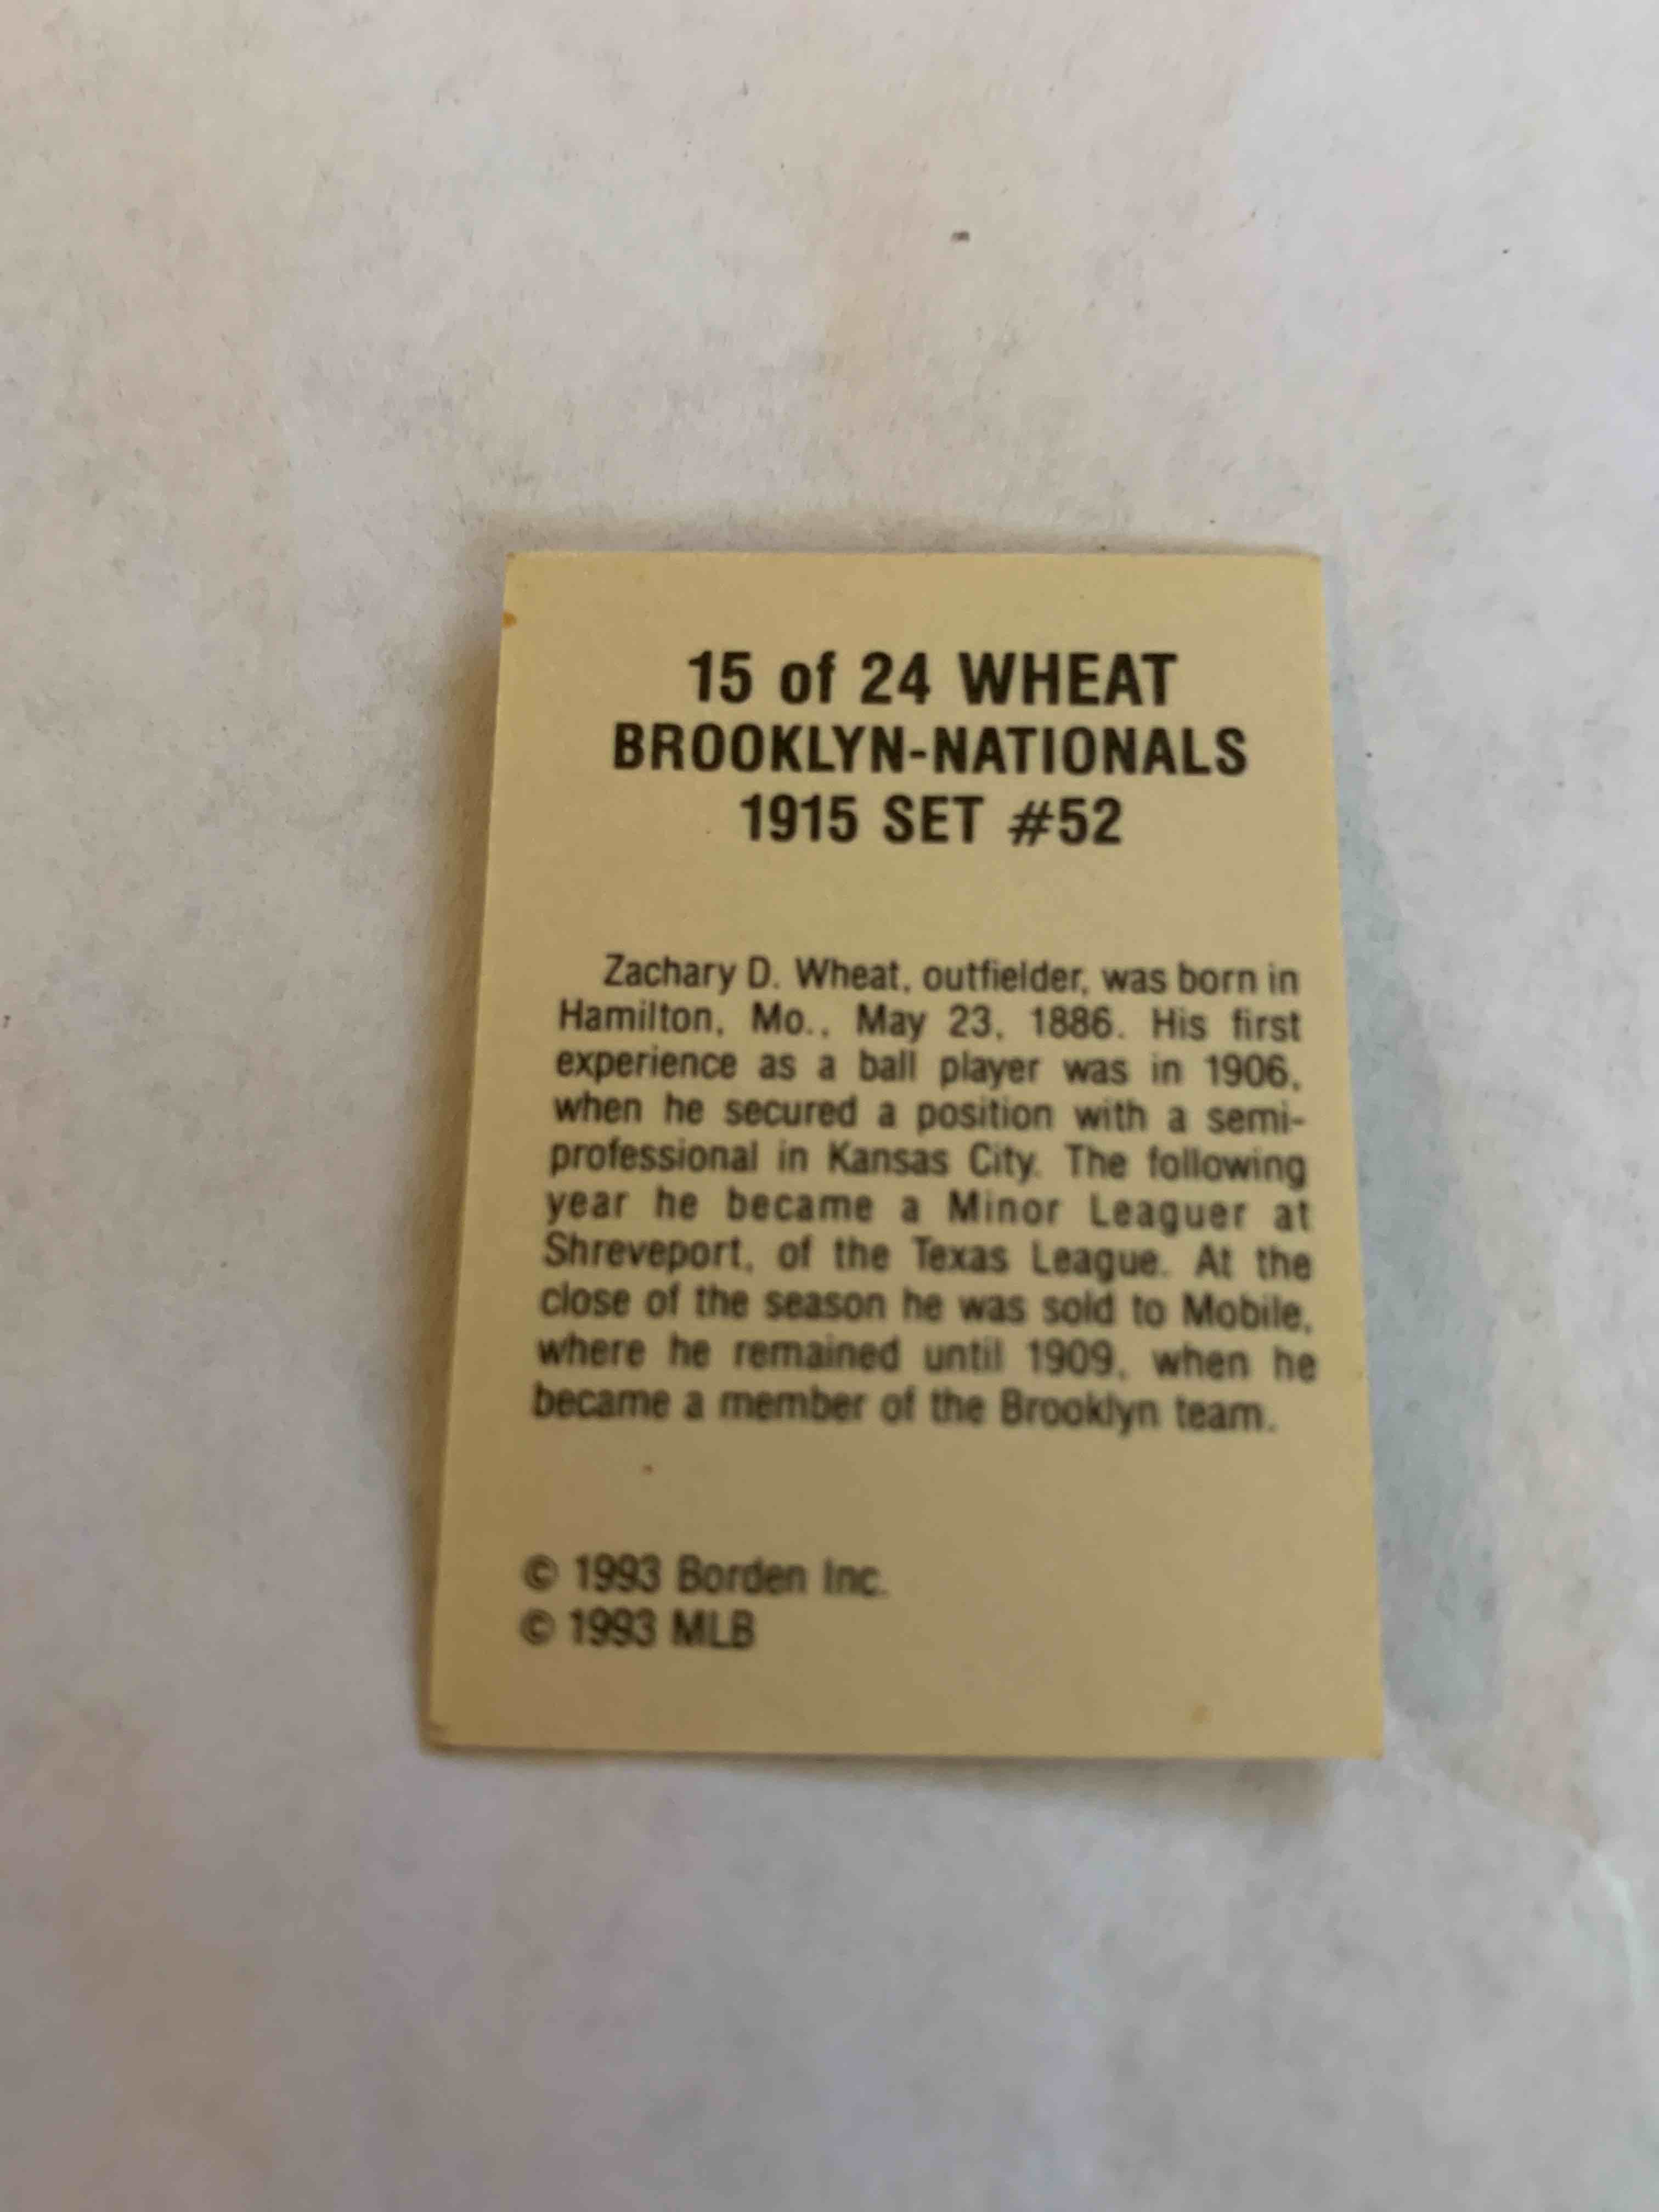 15 of 24 WHEAT
BROOKLYN-NATIONALS
1915 SET #52
Zachary D. Wheat, outfielder, was born in
Hamilton, Mo., May 23, 1886. His first
experience as a ball player was in 1906,
when he secured a position with a semi-
professional in Kansas City. The following
year he became a Minor Leaguer at
Shreveport, of the Texas League. At the
close of the season he was sold to Mobile,
where he remained until 1909, when he
became a member of the Brooklyn team.
© 1993 Borden Inc.
© 1993 MLB